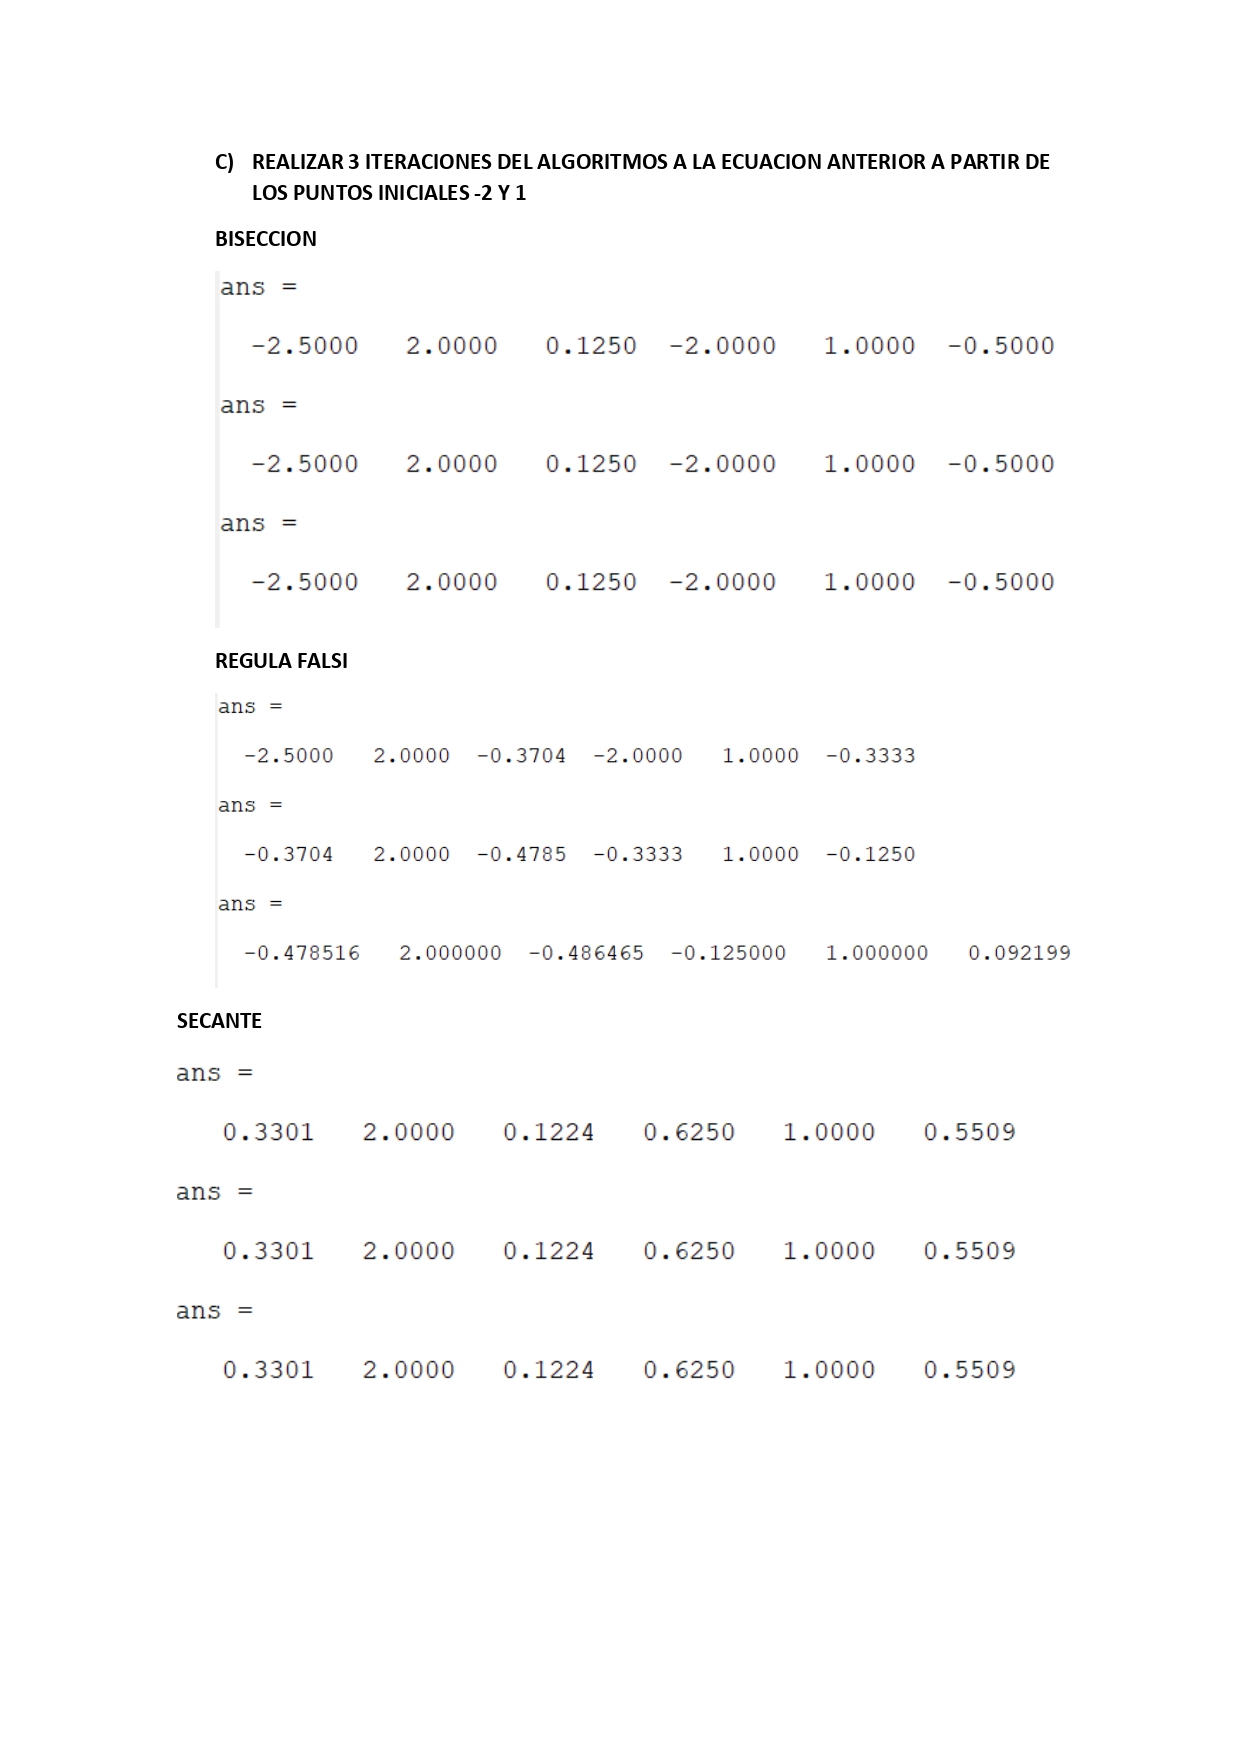 C) REALIZAR 3 ITERACIONES DEL ALGORITMOS A LA ECUACION ANTERIOR A PARTIR DE
LOS PUNTOS INICIALES -2 Y 1
BISECCION
ans =
-2.5000 2.0000 0.1250 -2.0000 1.0000 -0.5000
ans =
-2.5000 2.0000 0.1250 -2.0000 1.0000 -0.5000
ans =
-2.5000 2.0000 0.1250 -2.0000 1.0000 -0.5000
REGULA FALSI
ans =
-2.5000 2.0000 -0.3704 -2.0000 1.0000 -0.3333
ans =
-0.3704 2.0000 -0.4785 -0.3333 1.0000 -0.1250
ans =
-0.478516 2.000000 -0.486465 -0.125000 1.000000 0.092199
SECANTE
ans =
0.3301 2.0000 0.1224 0.6250 1.0000 0.5509
ans =
0.3301 2.0000 0.1224 0.6250 1.0000 0.5509
ans =
0.3301 2.0000 0.1224 0.6250 1.0000 0.5509